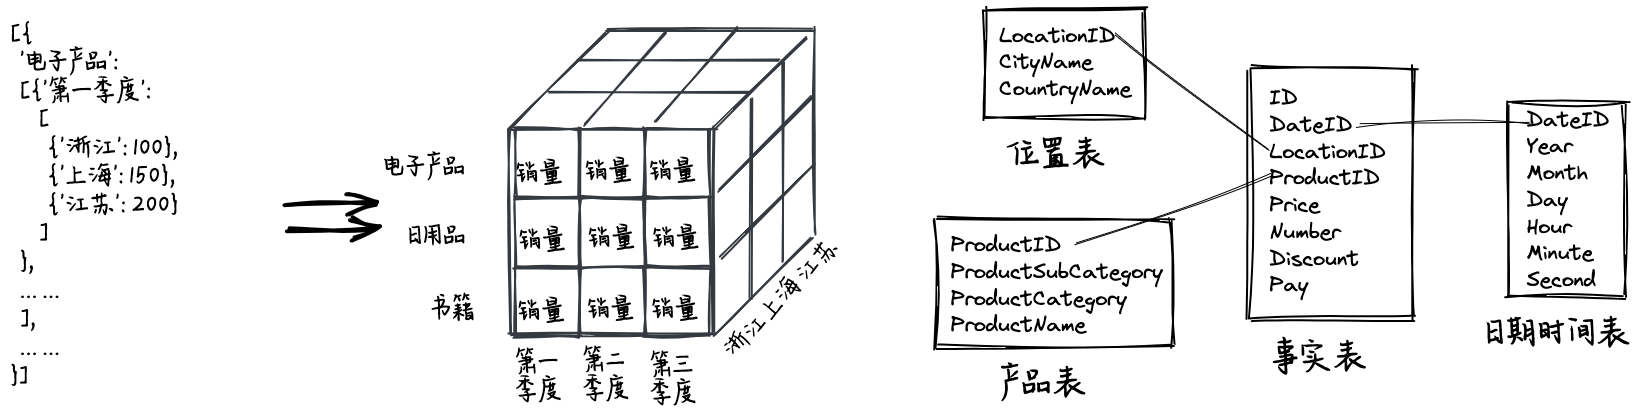 [{
'电子产品':
[{'第一季度':
[
{'浙江':100},
{'上海':150},
{'江苏':200}
]
},
... ...
],
... ...
}]
电子产品
日用品
书籍
销量 销量 销量
销量 销量 销量
销量 销量 销量
第一季度
第二季度
第三季度
浙江 上海 江苏
LocationID
CityName
CountryName
位置表
ProductID
ProductSubCategory
ProductCategory
ProductName
产品表
ID
DateID
LocationID
ProductID
Price
Number
Discount
Pay
事实表
DateID
Year
Month
Day
Hour
Minute
Second
日期时间表